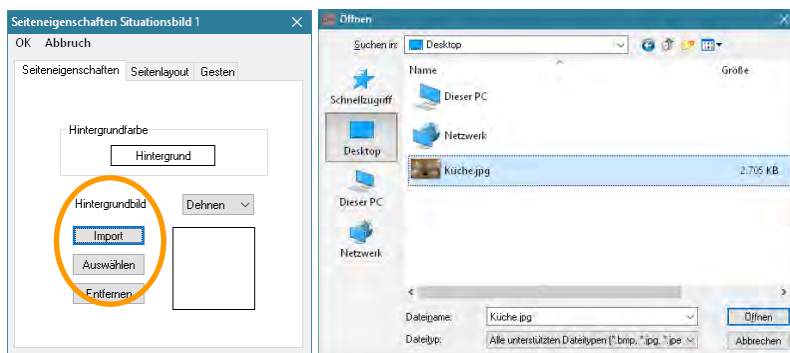 Seiteneigenschaften Situationsbild 1
OK Abbruch
Seiteneigenschaften Seitenlayout Gesten
Hintergrundfarbe
Hintergrund
Hintergrundbild Dehnen
Import
Auswählen
Entfernen
Öffnen
Suchen in: Desktop
Name Größe
Schnellzugriff
Desktop
Dieser PC
Netzwerk
Dieser PC
Netzwerk
Küche.jpg 2.705 KB
Dateiname: Küche.jpg Öffnen
Dateityp: Alle unterstützten Dateitypen (*.bmp, *.jpg, *.jpe Abbrechen